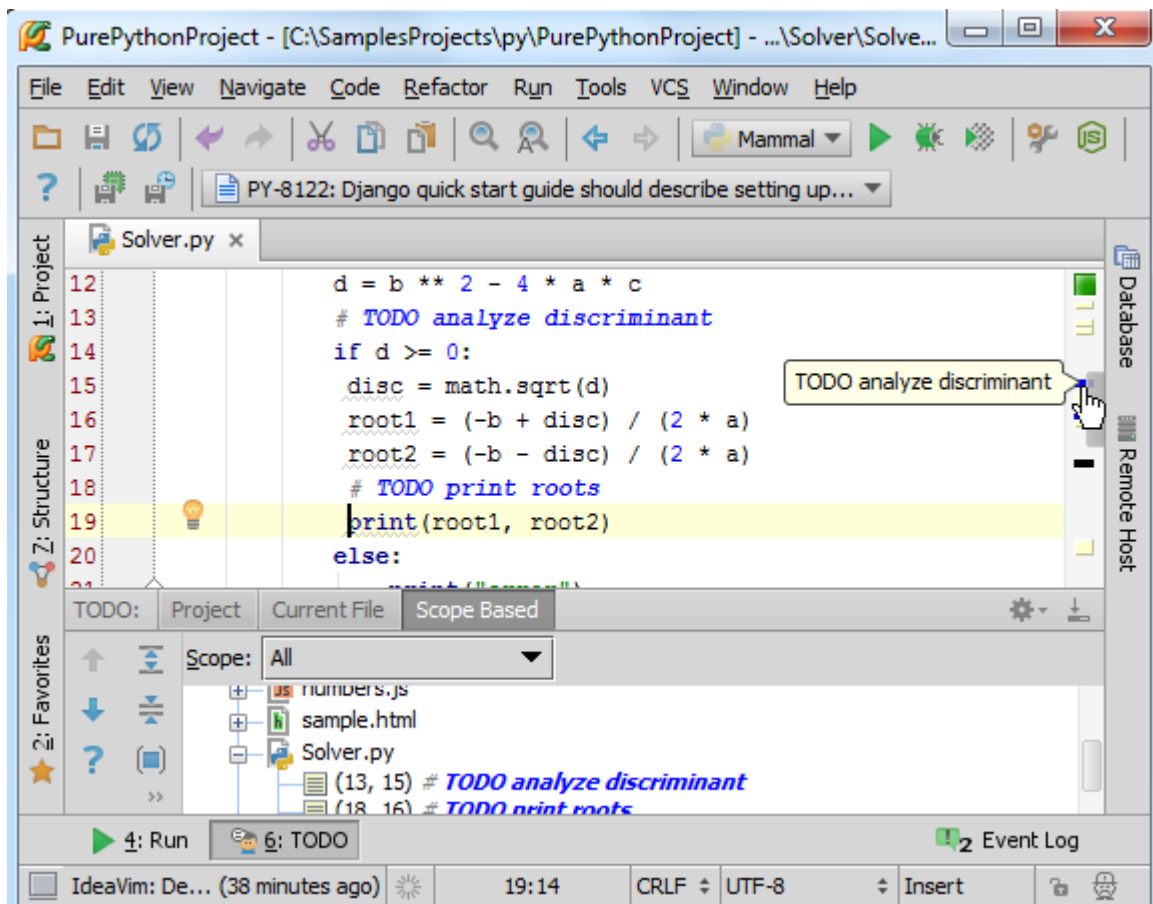 PurePythonProject - [C:\SamplesProjects\py\PurePythonProject] - ...\Solver\Solve...
File Edit View Navigate Code Refactor Run Tools VCS Window Help
Mammal
PY-8122: Django quick start guide should describe setting up...
Solver.py
1: Project
Z: Structure
2: Favorites
12 d = b ** 2 - 4 * a * c
13 # TODO analyze discriminant
14 if d >= 0:
15 disc = math.sqrt(d)
TODO analyze discriminant
16 root1 = (-b + disc) / (2 * a)
17 root2 = (-b - disc) / (2 * a)
18 # TODO print roots
19 print(root1, root2)
20 else:
21 print("error")
Database
Remote Host
TODO: Project Current File Scope Based
Scope: All
numbers.js
sample.html
Solver.py
(13, 15) # TODO analyze discriminant
(18, 16) # TODO print roots
4: Run 6: TODO 2 Event Log
IdeaVim: De... (38 minutes ago) 19:14 CRLF UTF-8 Insert